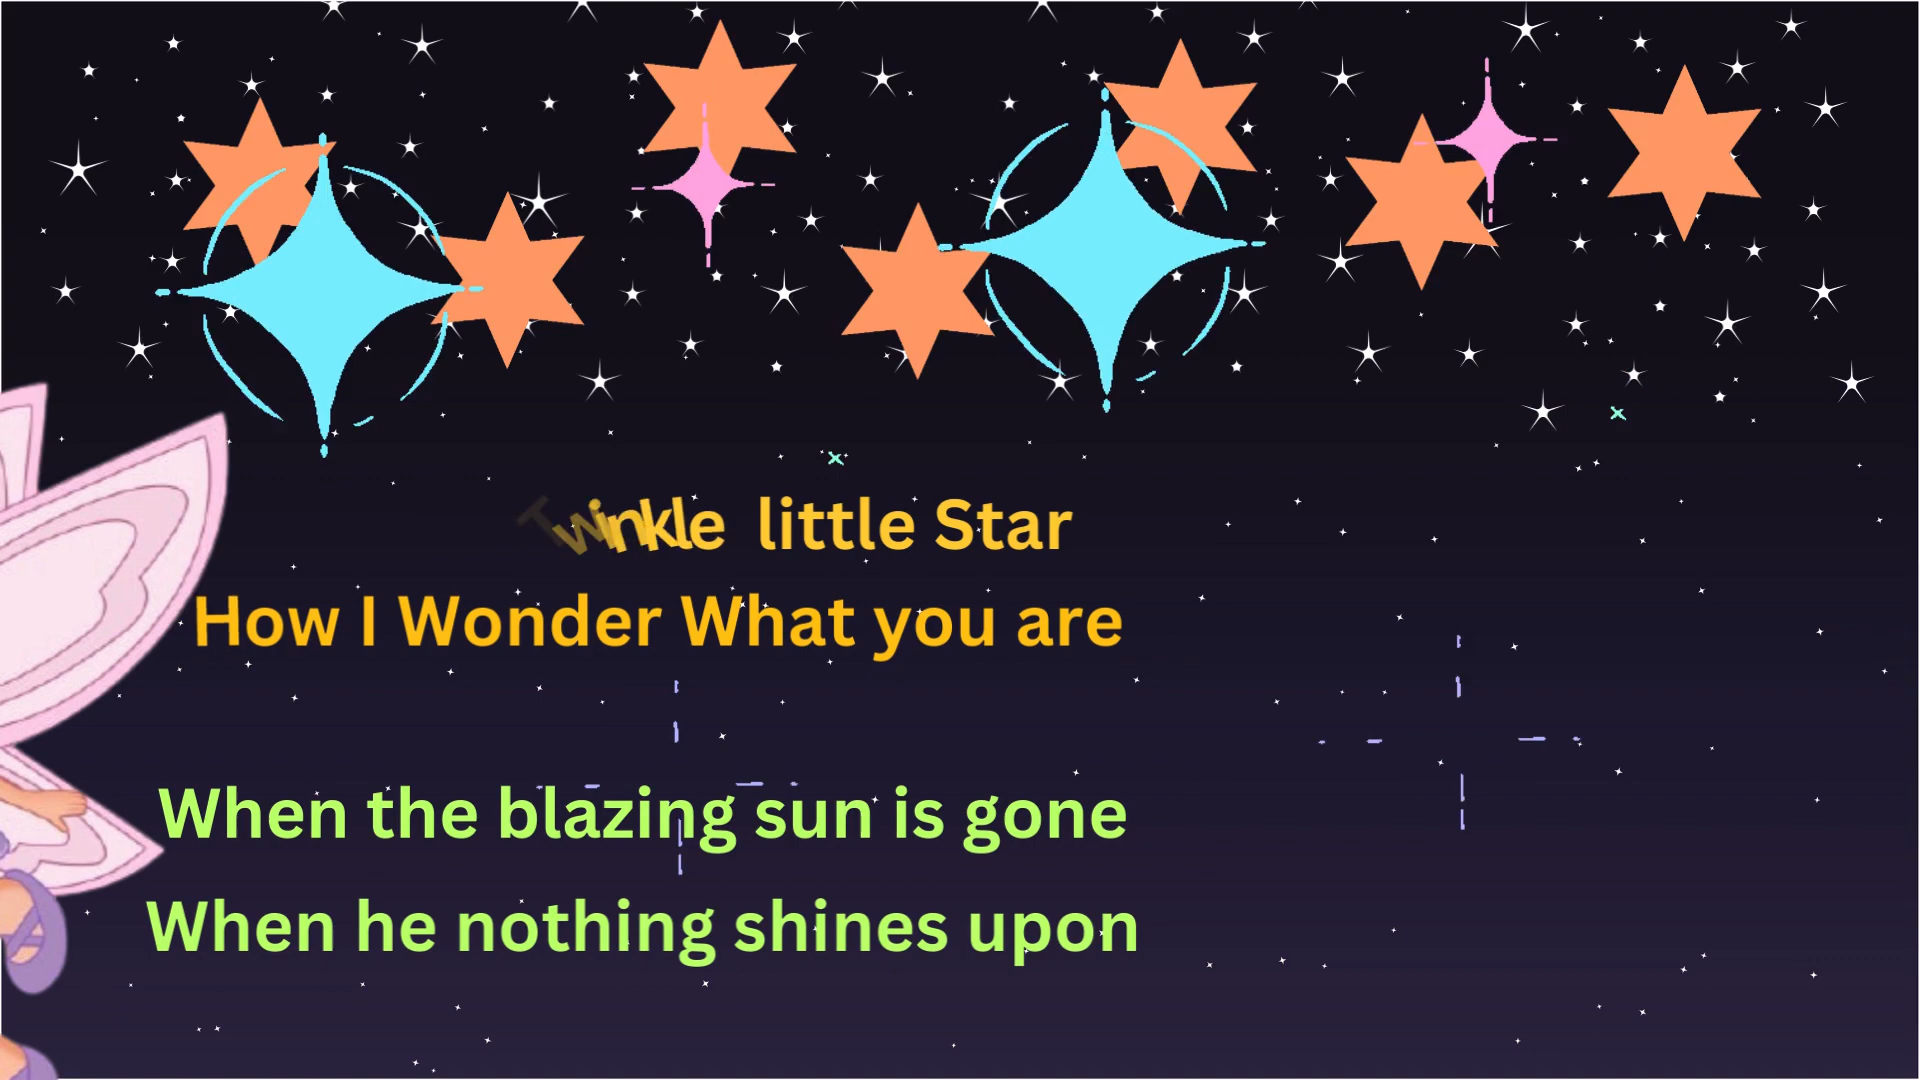 Twinkle little Star
How I Wonder What you are
When the blazing sun is gone
When he nothing shines upon